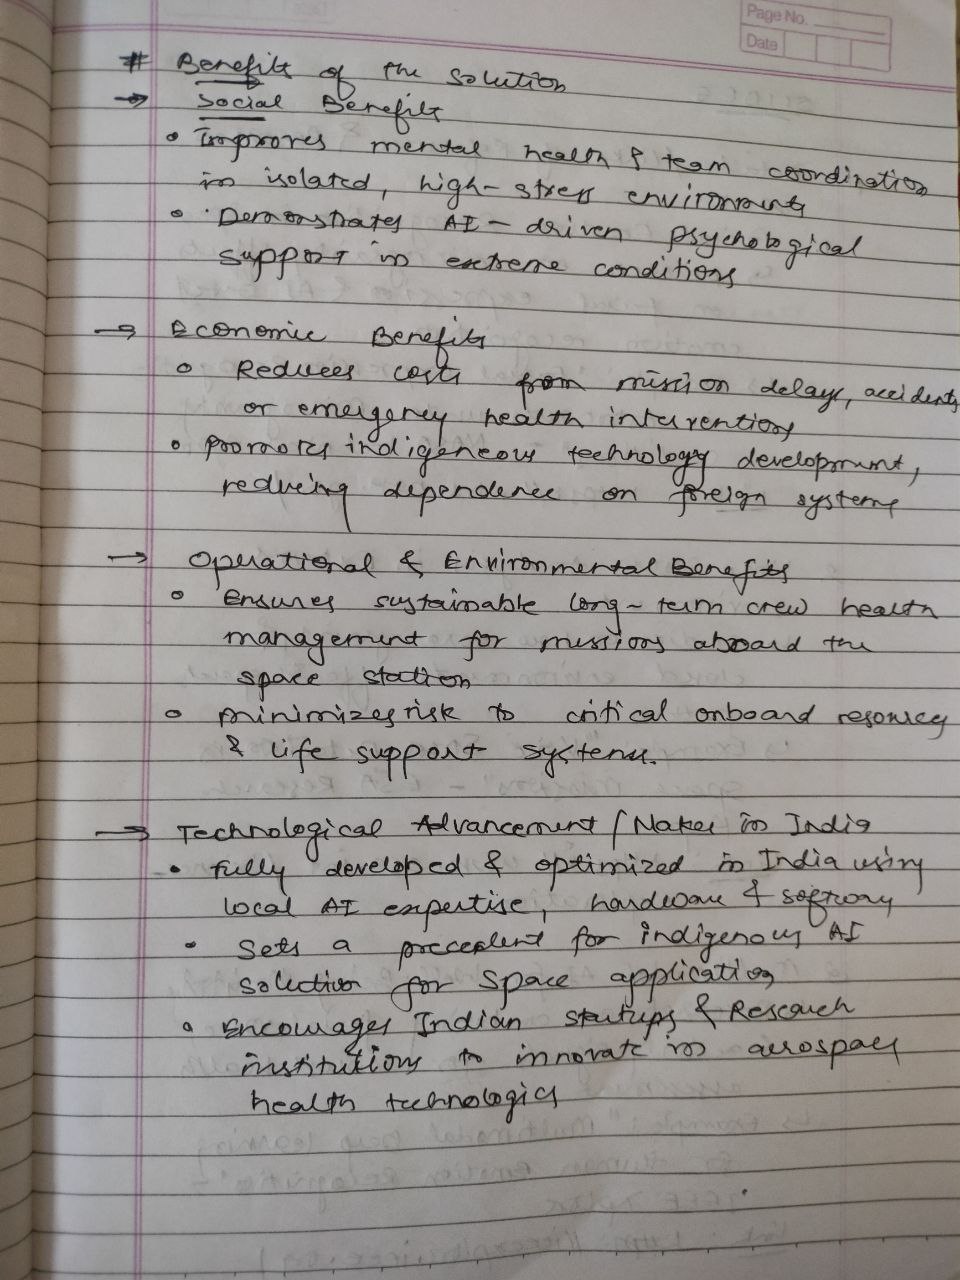 Page No.
Date
# Benefits of the solution
→ Social Benefits
• Improves mental health & team coordination
in isolated, high-stress environments
• Demonstrates AI-driven psychological
support in extreme conditions
→ Economic Benefits
• Reduces costs from mission delays, accidents
or emergency health interventions
• promotes indigeneous technology development,
reducing dependence on foreign systems
→ Operational & Environmental Benefits
• Ensures sustainable long-term crew health
management for missions aboard the
space station
• minimizes risk to critical onboard resources
& life support systems.
→ Technological Advancement / Make in India
• fully developed & optimized in India using
local AI expertise, hardware & software
• Sets a precedent for indigenous AI
solution for space application
• Encourages Indian startups & Research
institutions to innovate in aerospace
health technologies